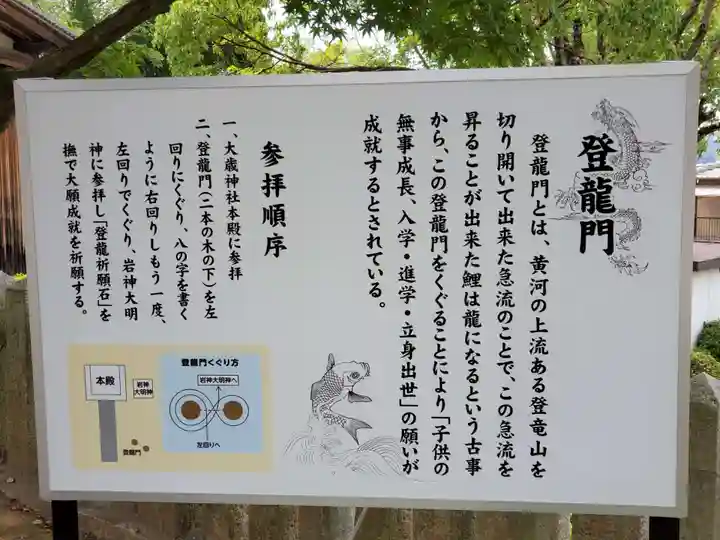 登龍門
登龍門とは、黄河の上流ある登竜山を
切り開いて出来た急流のことで、この急流を
昇ることが出来た鯉は龍になるという古事
から、この登龍門をくぐることにより「子供の
無事成長、入学・進学・立身出世」の願いが
成就するとされている。
参拝順序
一、大歳神社本殿に参拝
二、登龍門(二本の木の下)を左
回りにくぐり、八の字を書く
ように右回りしもう一度、
左回りでくぐり、岩神大明
神に参拝し「登龍祈願石」を
撫で大願成就を祈願する。
本殿
岩神
大明神
登龍門
登龍門くぐり方
岩神大明神へ
左回りへ